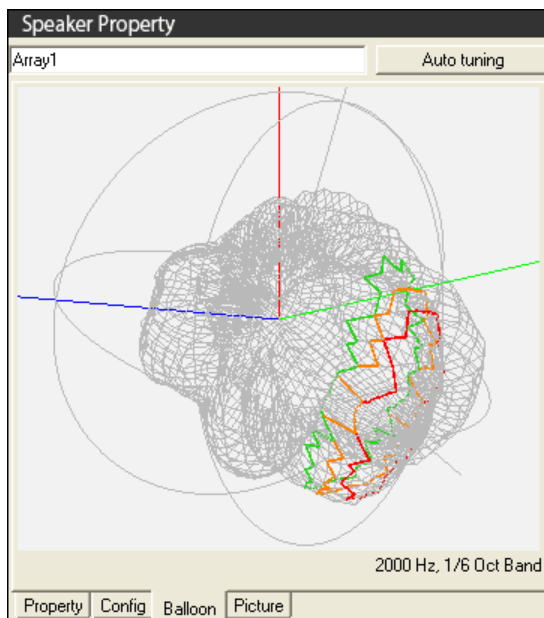 Speaker Property
Array1 Auto tuning
2000 Hz, 1/6 Oct Band
Property Config Balloon Picture